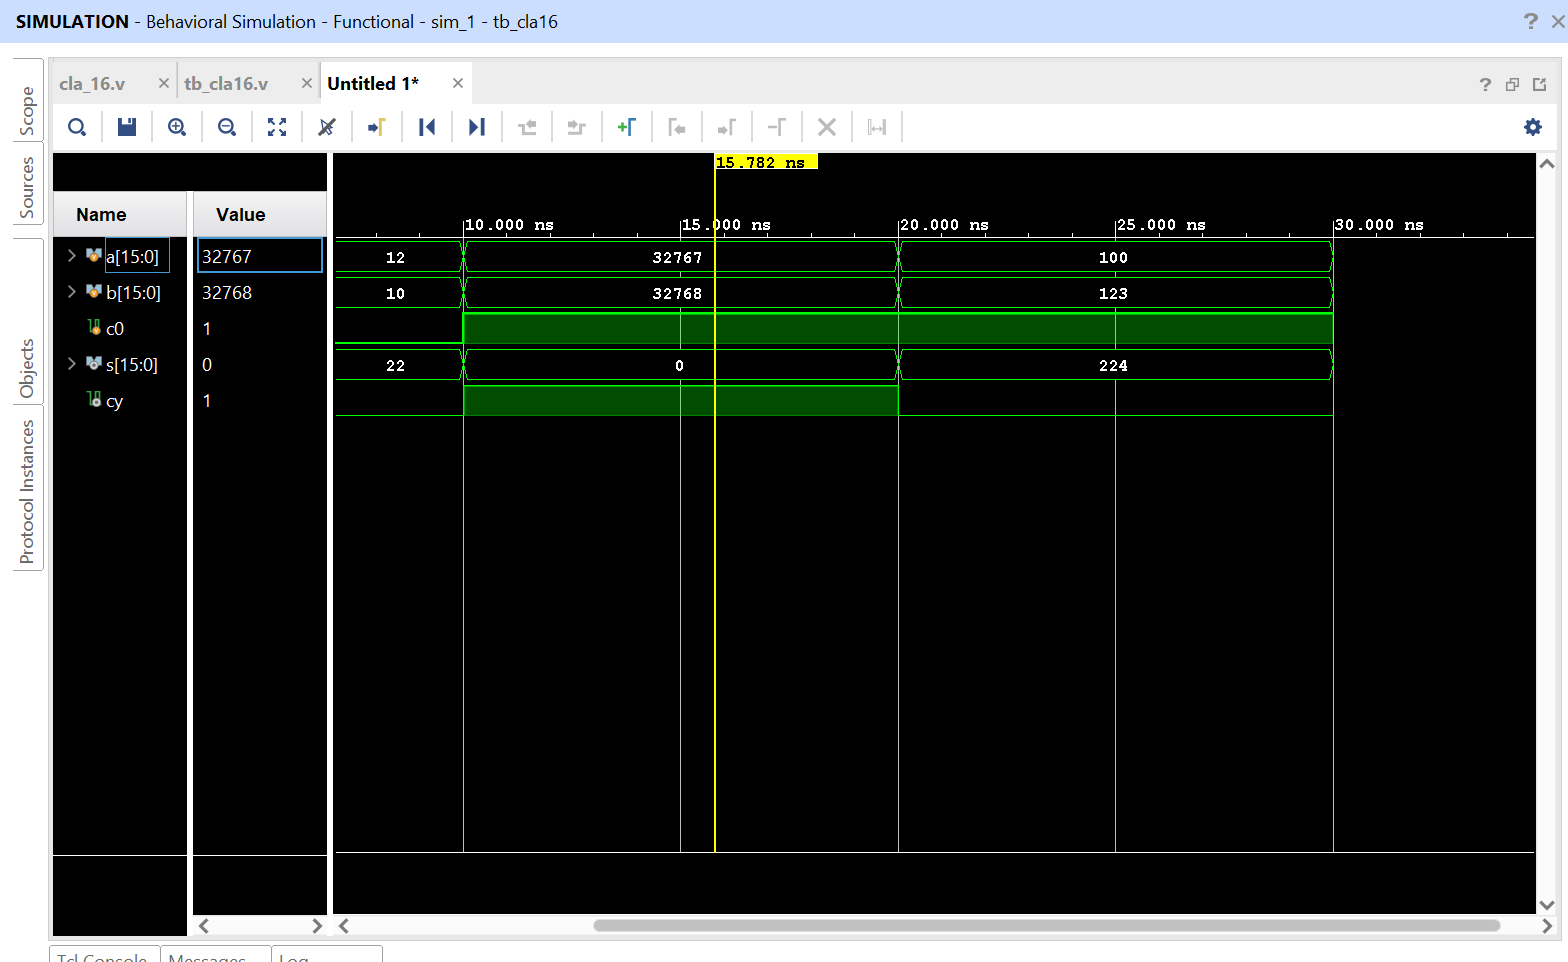 SIMULATION - Behavioral Simulation - Functional - sim_1 - tb_cla16
cla_16.v
tb_cla16.v
Untitled 1*
Scope
Sources
Objects
Protocol Instances
15.782 ns
Name
Value
10.000 ns
15.000 ns
20.000 ns
25.000 ns
30.000 ns
a[15:0]
32767
12
32767
100
b[15:0]
32768
10
32768
123
c0
1
s[15:0]
0
22
0
224
cy
1
Tcl Console
Messages
Log